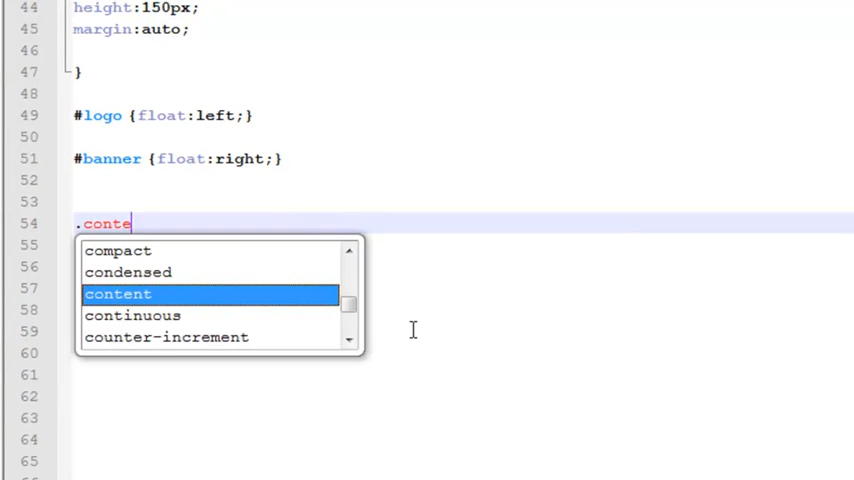 44 height:150px;
45 margin:auto;
46
47 }
48
49 #logo {float:left;}
50
51 #banner {float:right;}
52
53
54 .conte
55 compact
56 condensed
57 content
58 continuous
59 counter-increment
60
61
62
63
64
65